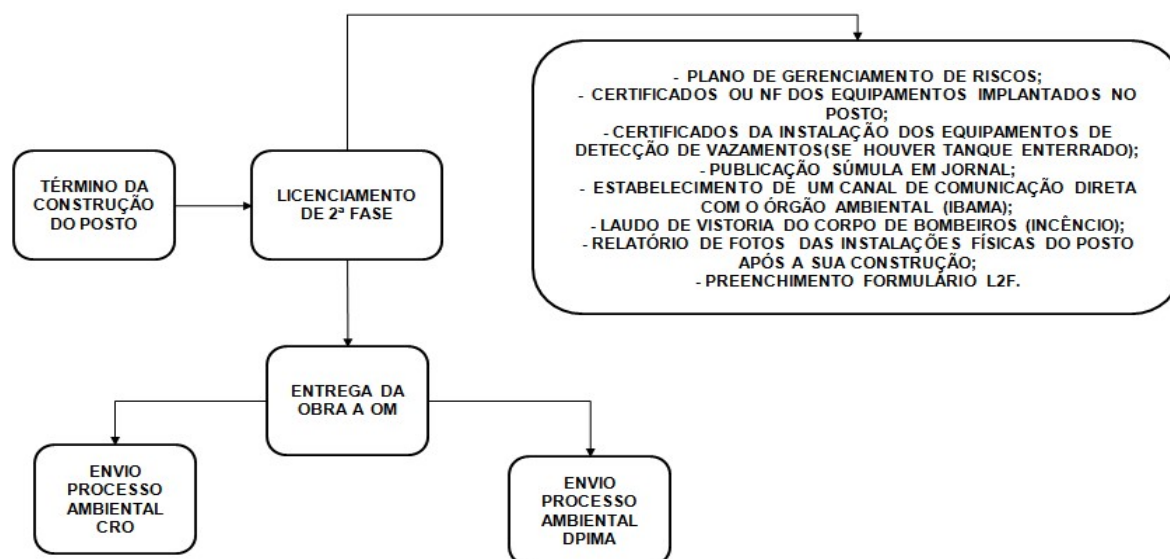 - PLANO DE GERENCIAMENTO DE RISCOS;
- CERTIFICADOS OU NF DOS EQUIPAMENTOS IMPLANTADOS NO
POSTO;
- CERTIFICADOS DA INSTALAÇÃO DOS EQUIPAMENTOS DE
DETECÇÃO DE VAZAMENTOS(SE HOUVER TANQUE ENTERRADO);
- PUBLICAÇÃO SÚMULA EM JORNAL;
- ESTABELECIMENTO DE UM CANAL DE COMUNICAÇÃO DIRETA
COM O ÓRGÃO AMBIENTAL (IBAMA);
- LAUDO DE VISTORIA DO CORPO DE BOMBEIROS (INCÊNCIO);
- RELATÓRIO DE FOTOS DAS INSTALAÇÕES FÍSICAS DO POSTO
APÓS A SUA CONSTRUÇÃO;
- PREENCHIMENTO FORMULÁRIO L2F.
TÉRMINO DA
CONSTRUÇÃO
DO POSTO
LICENCIAMENTO
DE 2ª FASE
ENTREGA DA
OBRA A OM
ENVIO
PROCESSO
AMBIENTAL
CRO
ENVIO
PROCESSO
AMBIENTAL
DPIMA